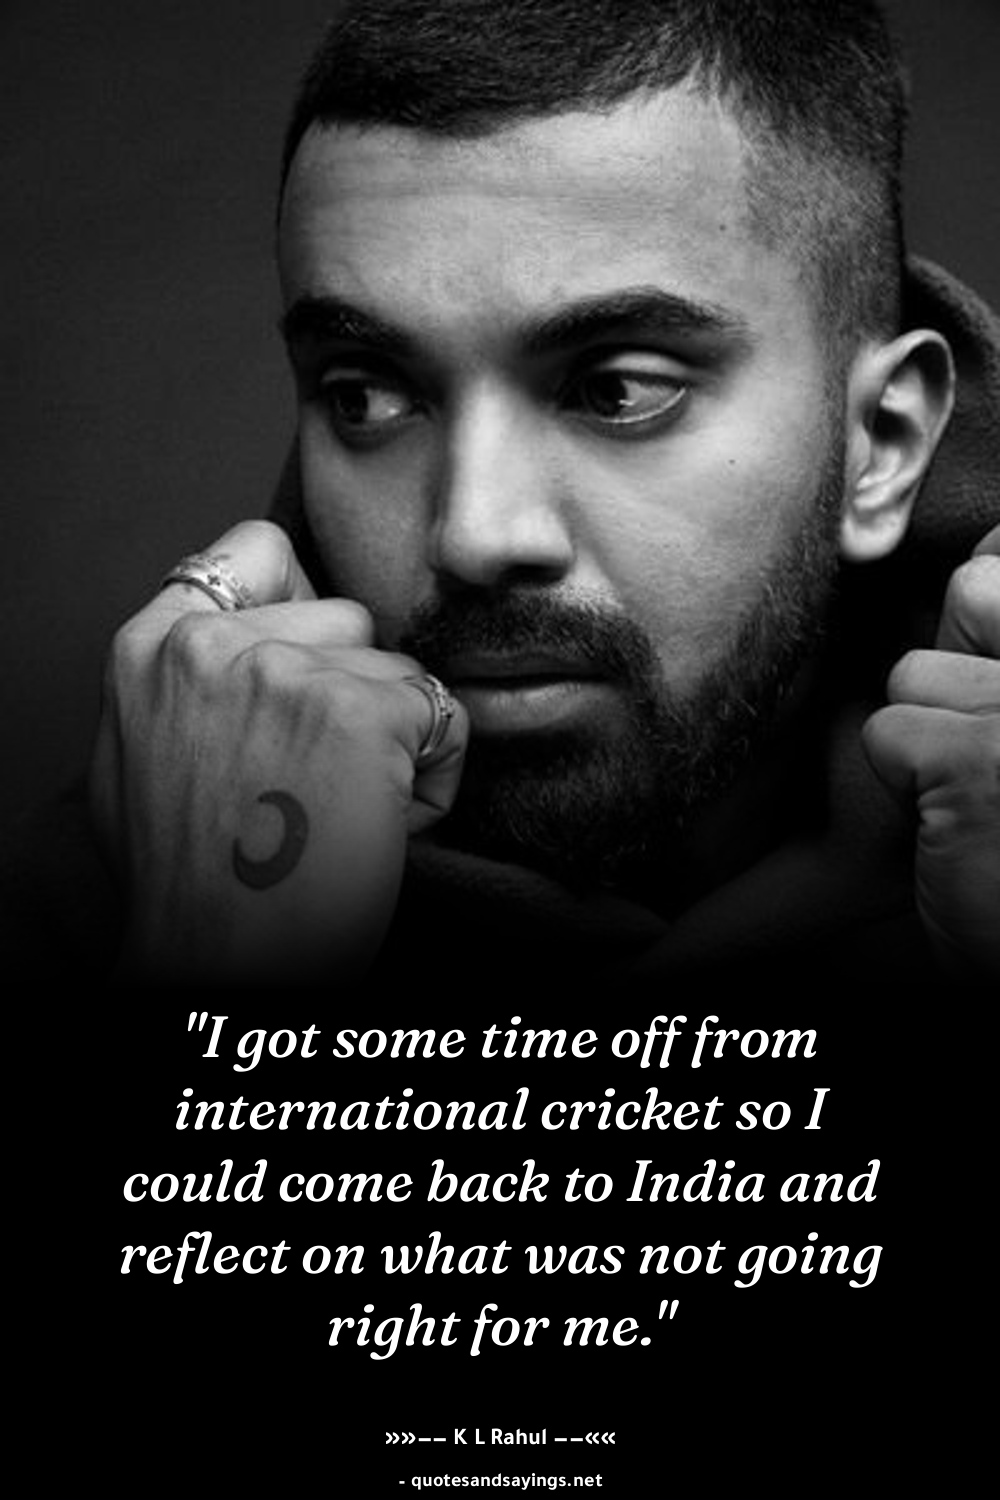 "I got some time off from
international cricket so I
could come back to India and
reflect on what was not going
right for me."
»»–– K L Rahul ––««
- quotesandsayings.net